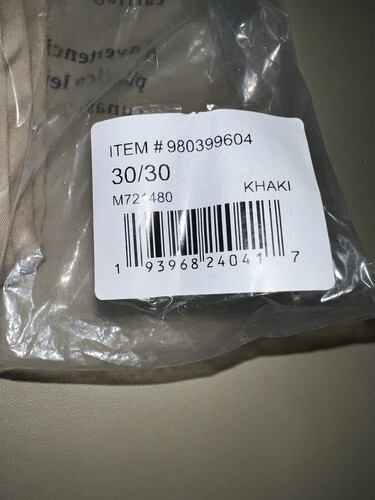 ITEM # 980399604
30/30
M721480
KHAKI
1 93968 24041 7